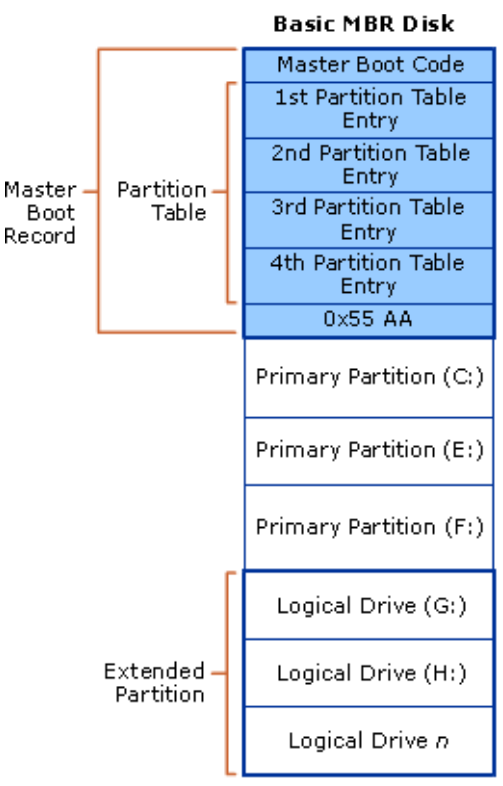 Basic MBR Disk
Master Boot Code
1st Partition Table
Entry
2nd Partition Table
Entry
3rd Partition Table
Entry
4th Partition Table
Entry
0x55 AA
Master
Boot
Record
Partition
Table
Primary Partition (C:)
Primary Partition (E:)
Primary Partition (F:)
Logical Drive (G:)
Logical Drive (H:)
Logical Drive n
Extended
Partition